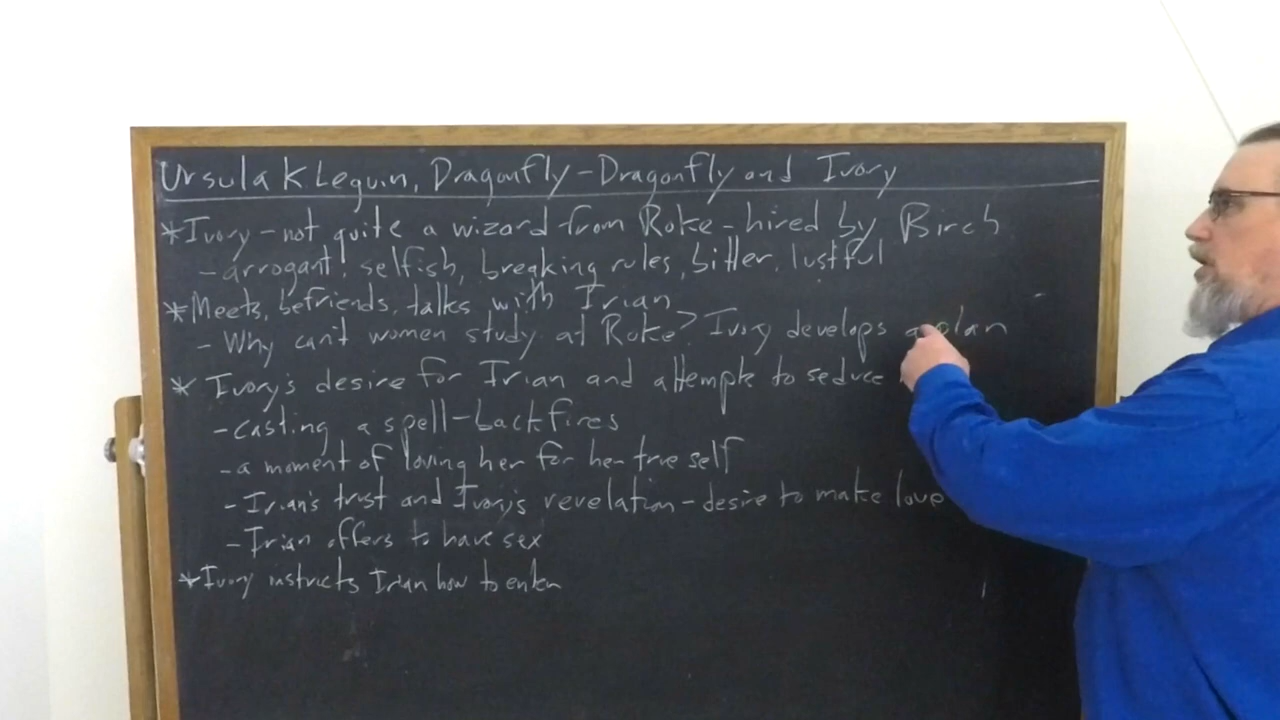 Ursula K Leguin, Dragonfly - Dragonfly and Ivory
* Ivory - not quite a wizard from Roke - hired by Birch
- arrogant, selfish, breaking rules, bitter, lustful
* Meets, befriends, talks with Irian
- Why can't women study at Roke? Ivory develops a plan
* Ivory's desire for Irian and attempts to seduce
- casting a spell - backfires
- a moment of loving her for her true self
- Irian's trust and Ivory's revelation - desire to make love
- Irian offers to have sex
* Ivory instructs Irian how to enter